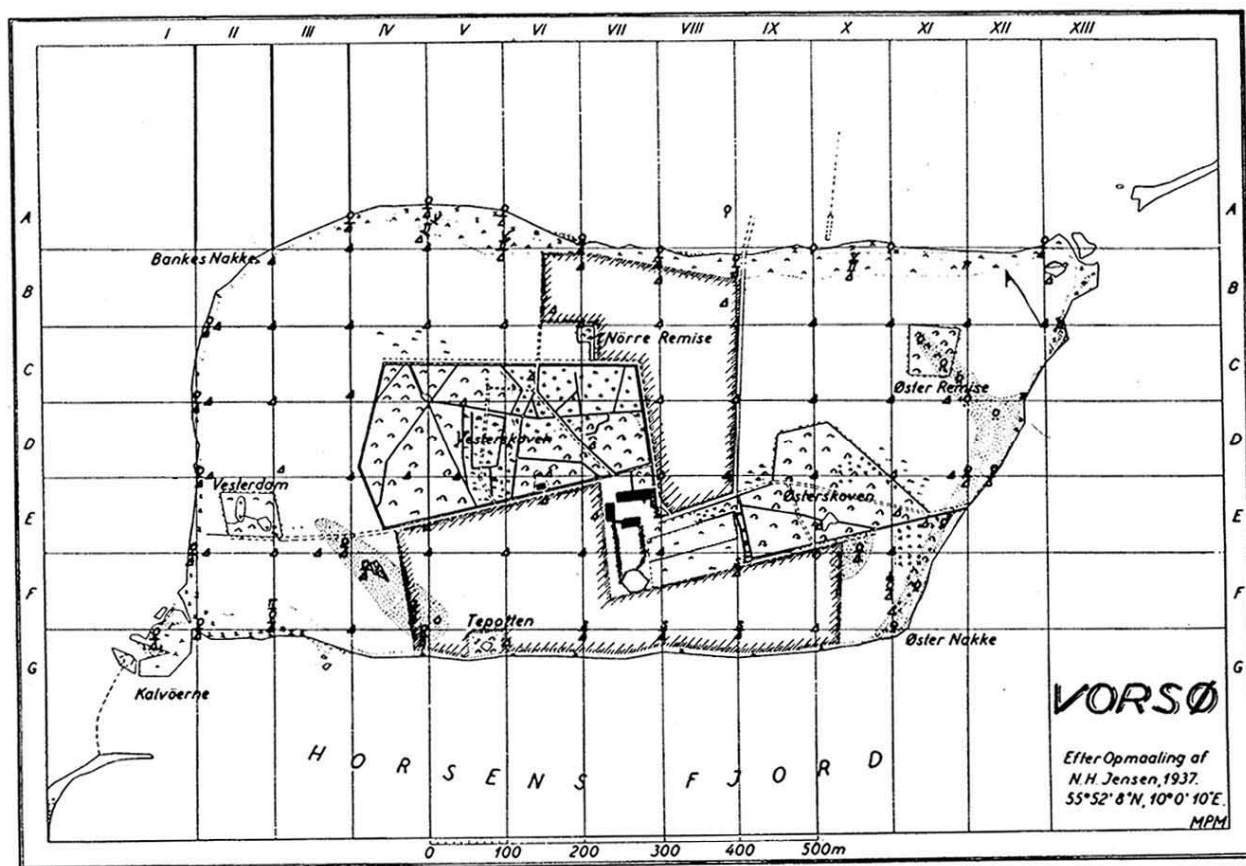 I II III IV V VI VII VIII IX X XI XII XIII
A A
Bankes Nakke
B B
Nörre Remise
C C
Øster Remise
D D
Vesterskoven
Vesterdam
Østerskoven
E E
F F
Tepotten
Øster Nakke
G G
Kalvöerne
VORSØ
HORSENS FJORD
Efter Opmaaling af
N.H. Jensen, 1937.
55°52' 8"N, 10°0' 10"E.
MPM
0 100 200 300 400 500m